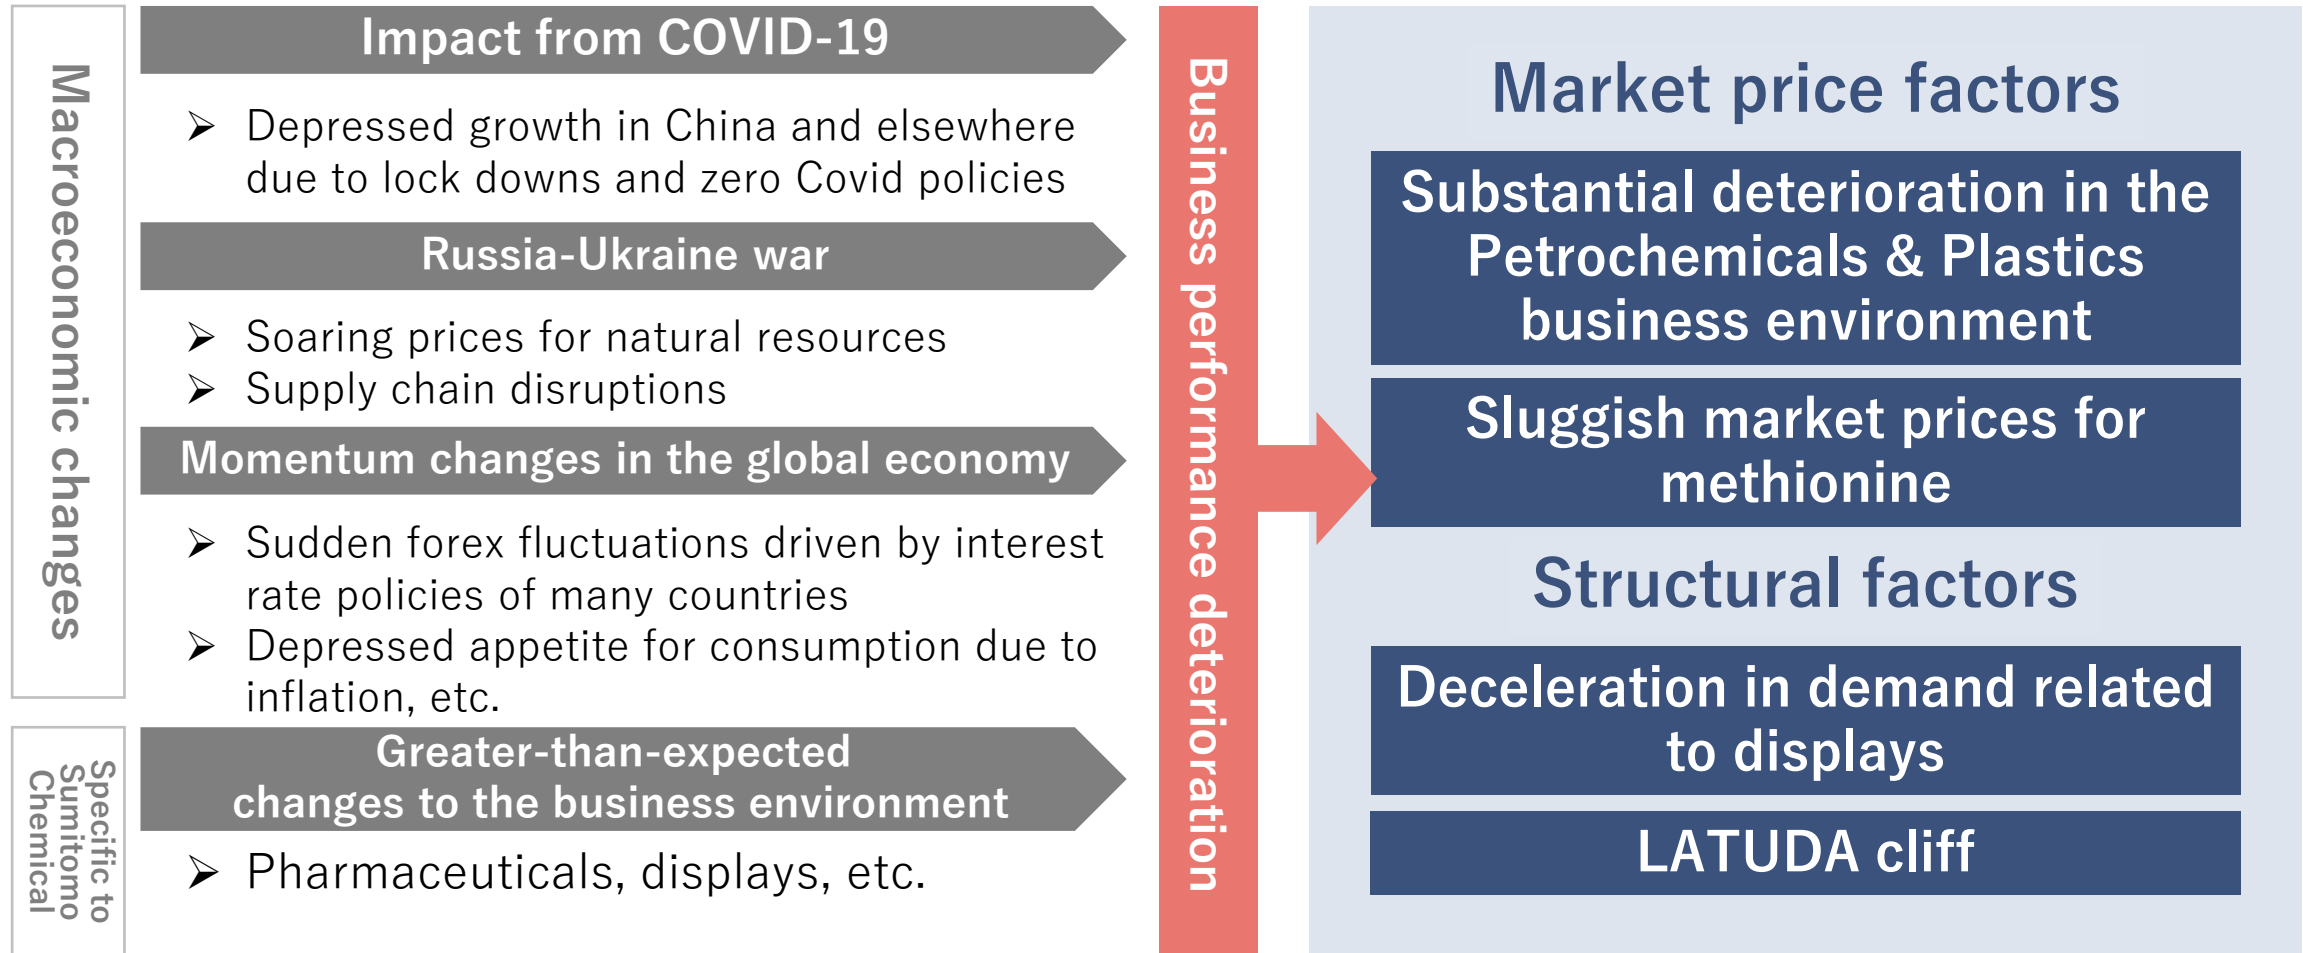 Macroeconomic changes
Impact from COVID-19
➢ Depressed growth in China and elsewhere
due to lock downs and zero Covid policies
Russia-Ukraine war
➢ Soaring prices for natural resources
➢ Supply chain disruptions
Momentum changes in the global economy
➢ Sudden forex fluctuations driven by interest
rate policies of many countries
➢ Depressed appetite for consumption due to
inflation, etc.
Specific to
Sumitomo
Chemical
Greater-than-expected
changes to the business environment
➢ Pharmaceuticals, displays, etc.
Business performance deterioration
Market price factors
Substantial deterioration in the
Petrochemicals & Plastics
business environment
Sluggish market prices for
methionine
Structural factors
Deceleration in demand related
to displays
LATUDA cliff